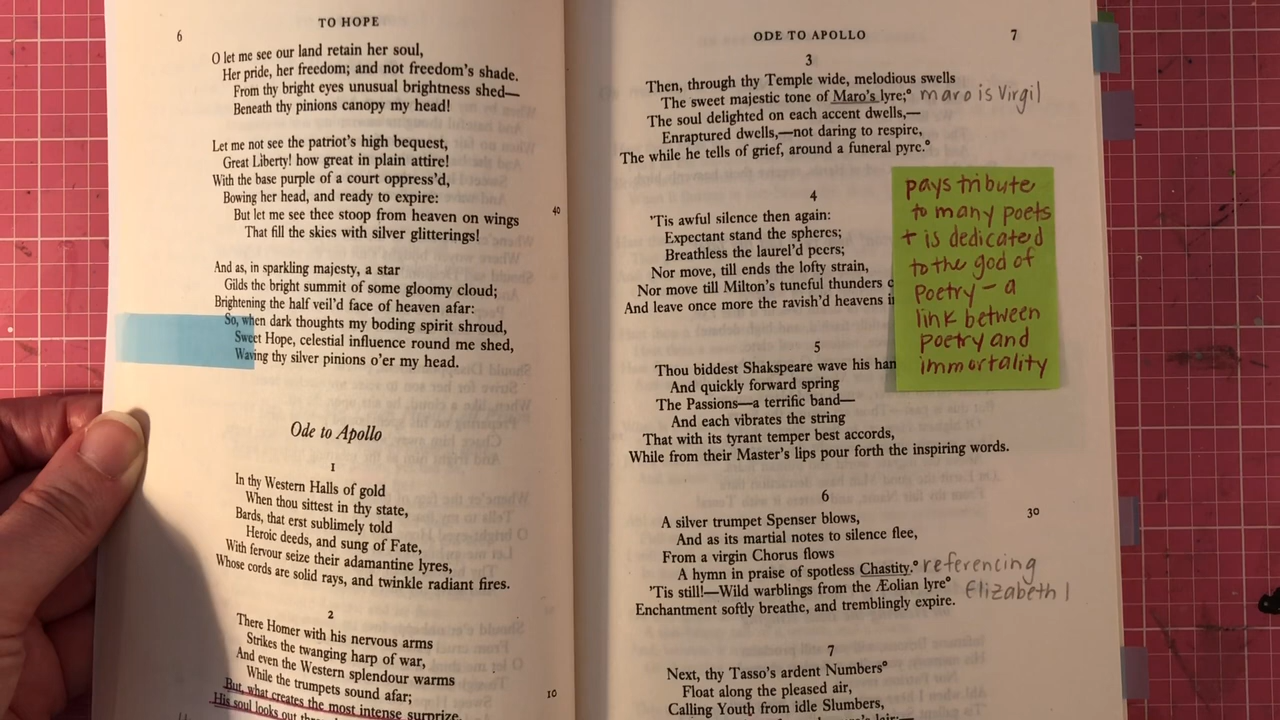 6
TO HOPE
O let me see our land retain her soul,
Her pride, her freedom; and not freedom's shade.
From thy bright eyes unusual brightness shed—
Beneath thy pinions canopy my head!
Let me not see the patriot's high bequest,
Great Liberty! how great in plain attire!
With the base purple of a court oppress'd,
Bowing her head, and ready to expire:
But let me see thee stoop from heaven on wings 40
That fill the skies with silver glitterings!
And as, in sparkling majesty, a star
Gilds the bright summit of some gloomy cloud;
Brightening the half veil'd face of heaven afar:
So, when dark thoughts my boding spirit shroud,
Sweet Hope, celestial influence round me shed,
Waving thy silver pinions o'er my head.
Ode to Apollo
1
In thy Western Halls of gold
When thou sittest in thy state,
Bards, that erst sublimely told
Heroic deeds, and sung of Fate,
With fervour seize their adamantine lyres,
Whose cords are solid rays, and twinkle radiant fires.
2
There Homer with his nervous arms
Strikes the twanging harp of war,
And even the Western splendour warms
While the trumpets sound afar;
But, what creates the most intense surprize, 10
His soul looks out
ODE TO APOLLO
7
3
Then, through thy Temple wide, melodious swells
The sweet majestic tone of Maro's lyre;° maro is Virgil
The soul delighted on each accent dwells,—
Enraptured dwells,—not daring to respire,
The while he tells of grief, around a funeral pyre.°
4
'Tis awful silence then again:
Expectant stand the spheres;
Breathless the laurel'd peers;
Nor move, till ends the lofty strain,
Nor move till Milton's tuneful thunders
And leave once more the ravish'd heavens
pays tribute
to many poets
+ is dedicated
to the god of
poetry – a
link between
poetry and
immortality
5
Thou biddest Shakspeare wave his
And quickly forward spring
The Passions—a terrific band—
And each vibrates the string
That with its tyrant temper best accords,
While from their Master's lips pour forth the inspiring words.
6
A silver trumpet Spenser blows, 30
And as its martial notes to silence flee,
From a virgin Chorus flows
A hymn in praise of spotless Chastity.° referencing
'Tis still!—Wild warblings from the Æolian lyre° Elizabeth I
Enchantment softly breathe, and tremblingly expire.
7
Next, thy Tasso's ardent Numbers°
Float along the pleased air,
Calling Youth from idle Slumbers,